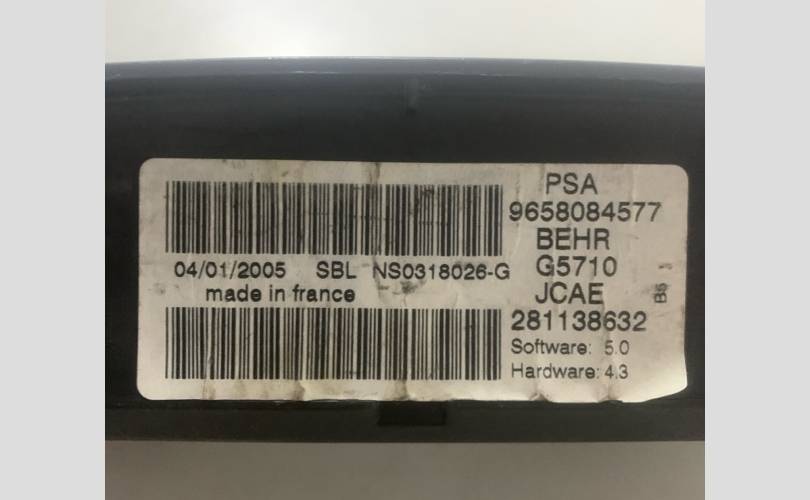 PSA
9658084577
BEHR
04/01/2005 SBL NS0318026-G
G5710
made in france
JCAE
281138632
Software: 5.0
Hardware: 4.3